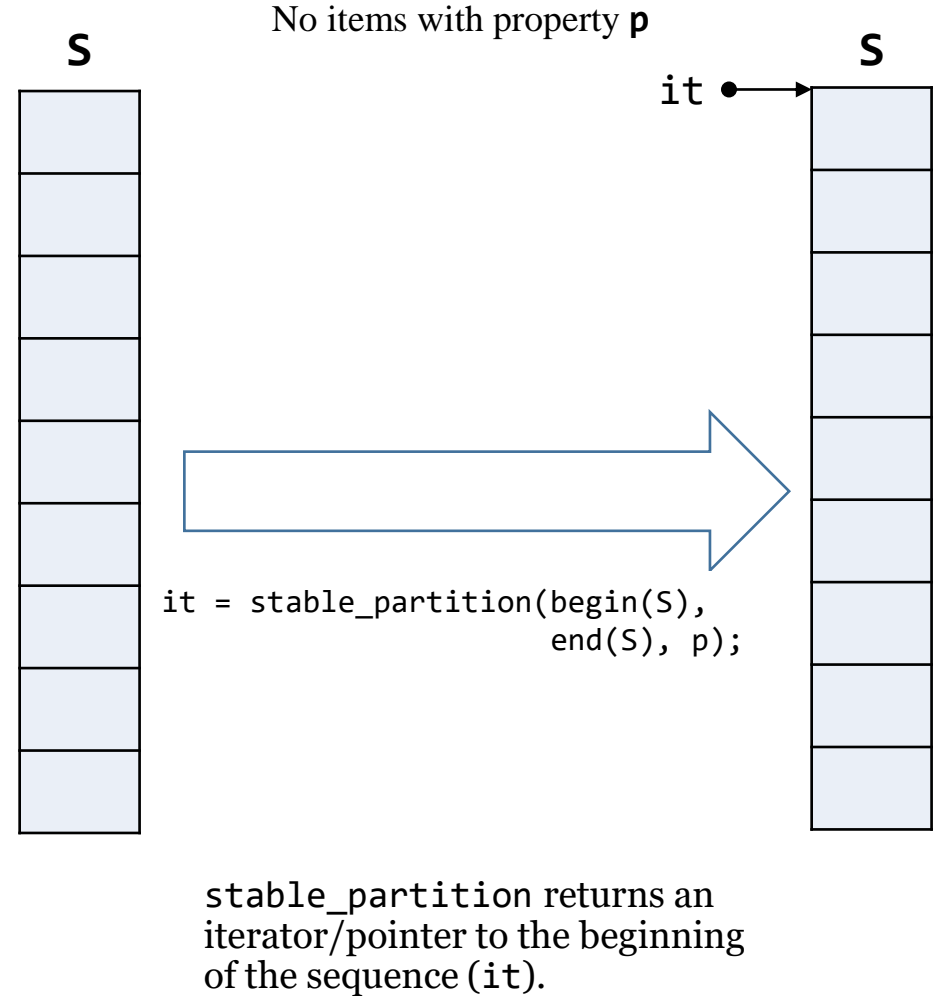 No items with property p
S
S
it
it = stable_partition(begin(S),
end(S), p);
stable_partition returns an
iterator/pointer to the beginning
of the sequence (it).